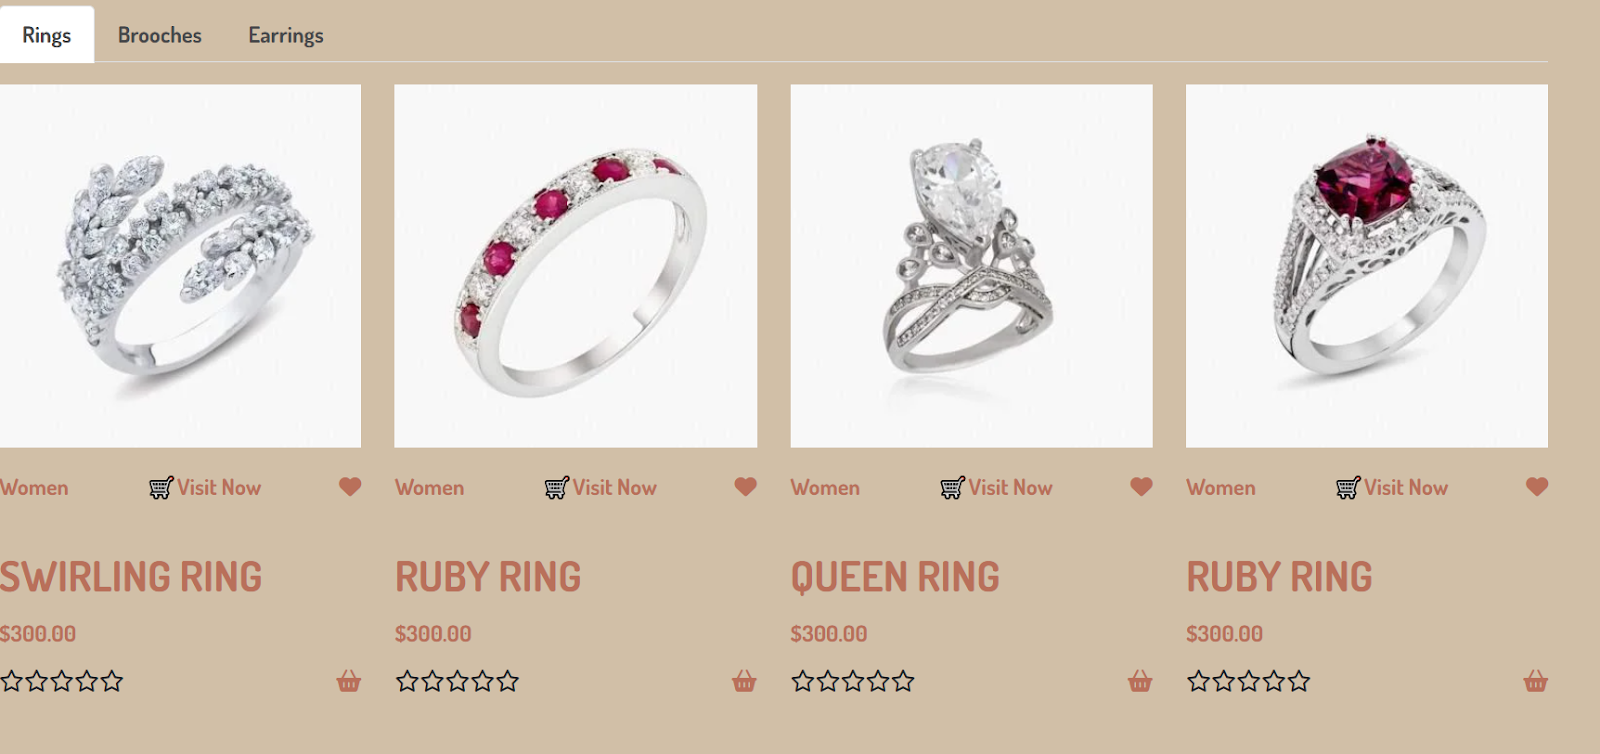 Rings Brooches Earrings
Women Visit Now Women Visit Now Women Visit Now Women Visit Now
SWIRLING RING RUBY RING QUEEN RING RUBY RING
$300.00 $300.00 $300.00 $300.00